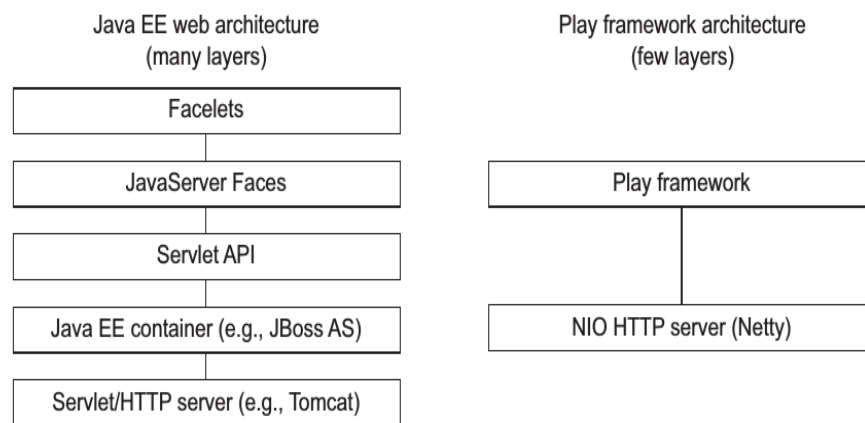 Java EE web architecture
(many layers)
Facelets
JavaServer Faces
Servlet API
Java EE container (e.g., JBoss AS)
Servlet/HTTP server (e.g., Tomcat)
Play framework architecture
(few layers)
Play framework
NIO HTTP server (Netty)